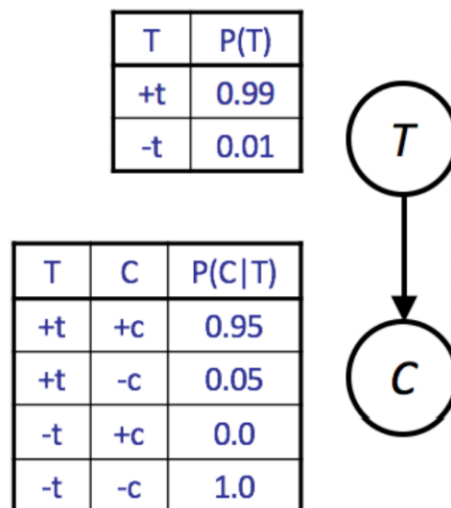 T P(T)
+t 0.99
-t 0.01
T
T C P(C|T)
+t +c 0.95
+t -c 0.05
-t +c 0.0
-t -c 1.0
C